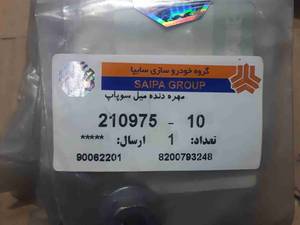 گروه خودرو سازی سایپا
SAIPA GROUP
مهره دنده میل سوپاپ
210975 - 10
تعداد: 1 ارسال: *****
90062201 8200793248